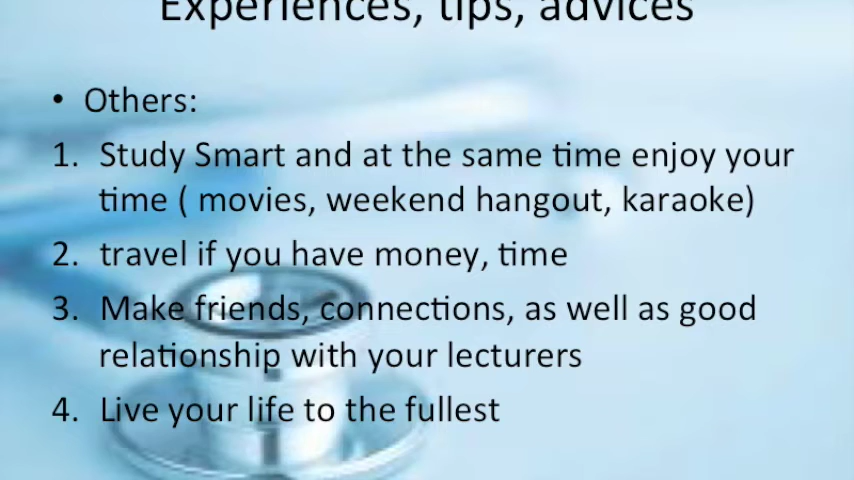 Experiences, tips, advices
• Others:
1. Study Smart and at the same time enjoy your
time ( movies, weekend hangout, karaoke)
2. travel if you have money, time
3. Make friends, connections, as well as good
relationship with your lecturers
4. Live your life to the fullest